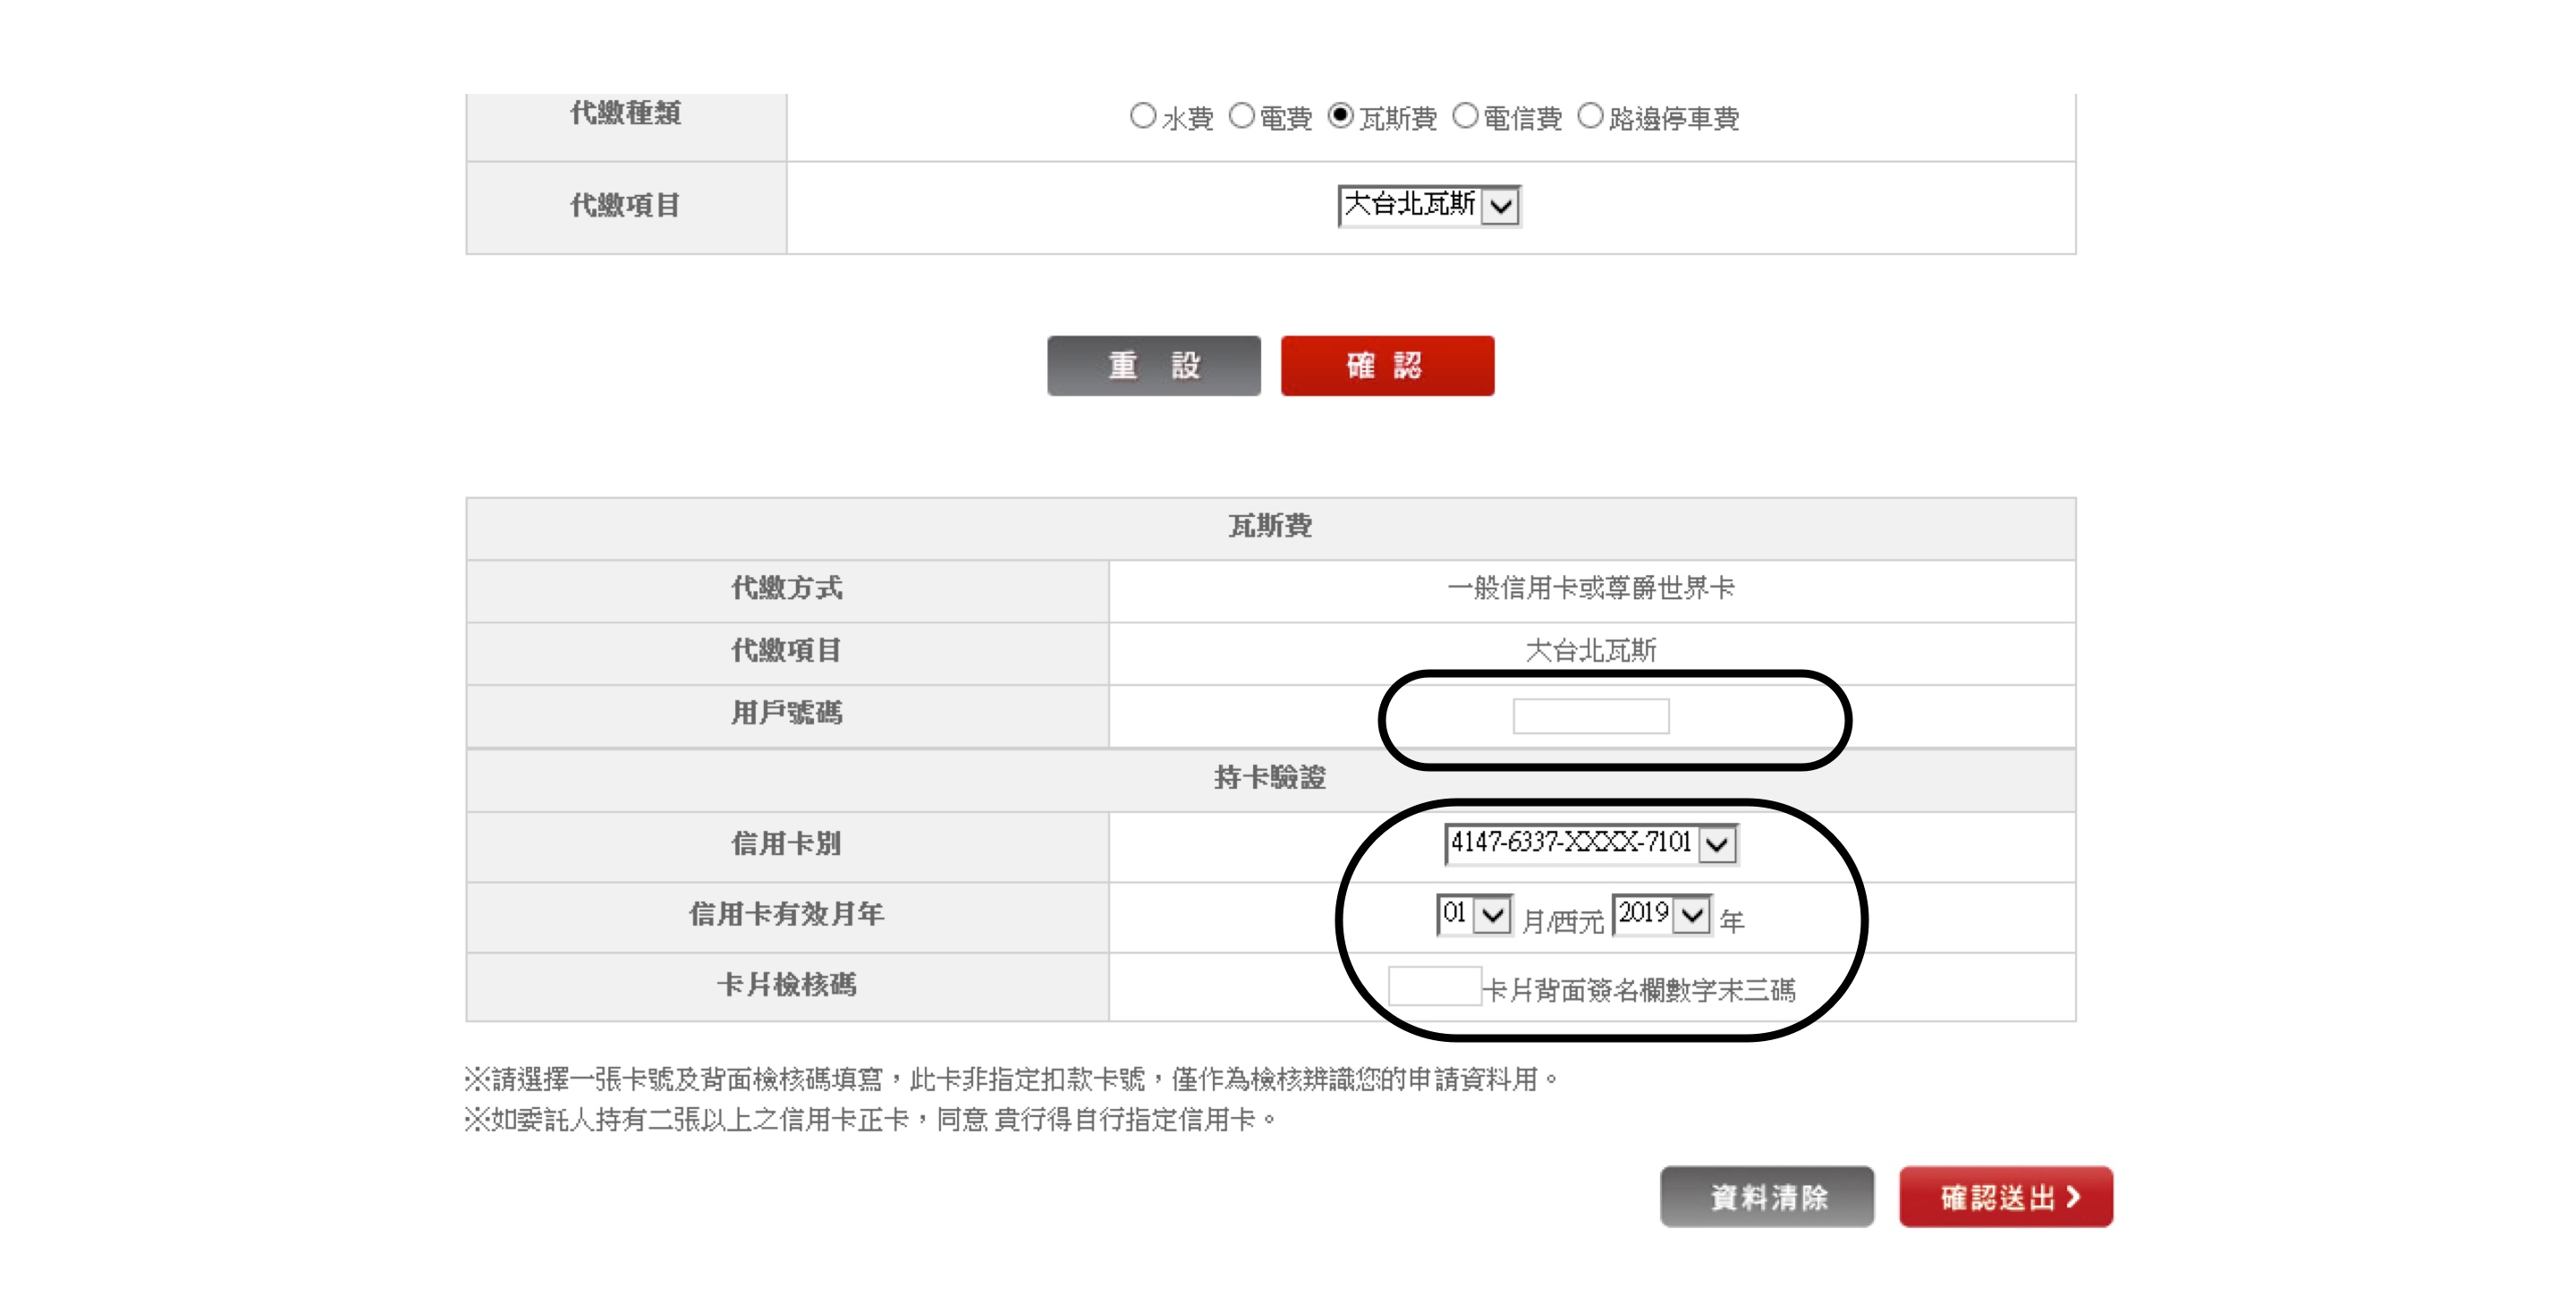 代繳種類 水費 電費 瓦斯費 電信費 路邊停車費
代繳項目 大台北瓦斯
重 設 確 認
瓦斯費
代繳方式 一般信用卡或尊爵世界卡
代繳項目 大台北瓦斯
用戶號碼
持卡驗證
信用卡別 4147-6337-XXXX-7101
信用卡有效月年 01 月/西元 2019 年
卡片檢核碼 卡片背面簽名欄數字末三碼
※請選擇一張卡號及背面檢核碼填寫，此卡非指定扣款卡號，僅作為檢核辨識您的申請資料用。
※如委託人持有二張以上之信用卡正卡，同意 貴行得自行指定信用卡。
資料清除 確認送出